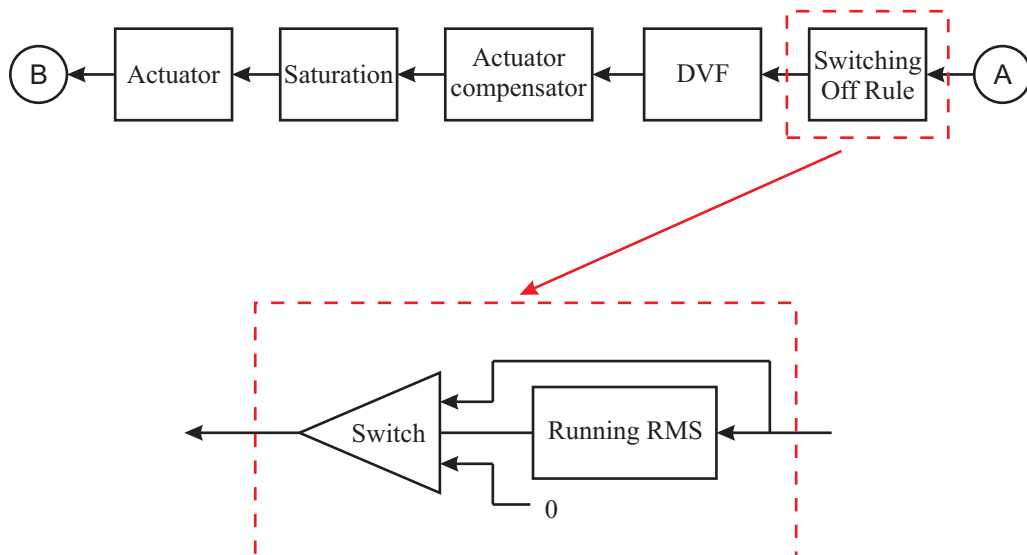 B
Actuator
Saturation
Actuator
compensator
DVF
Switching
Off Rule
A
Switch
Running RMS
0